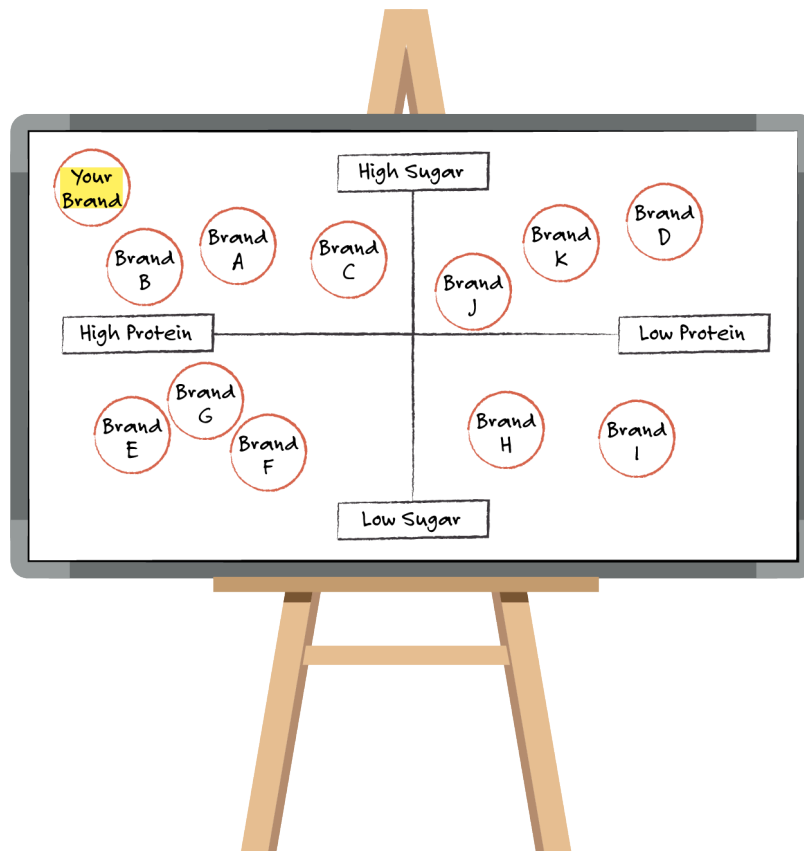 High Sugar
Your
Brand
Brand
D
Brand
A
Brand
K
Brand
C
Brand
B
Brand
J
High Protein
Low Protein
Brand
G
Brand
E
Brand
H
Brand
I
Brand
F
Low Sugar